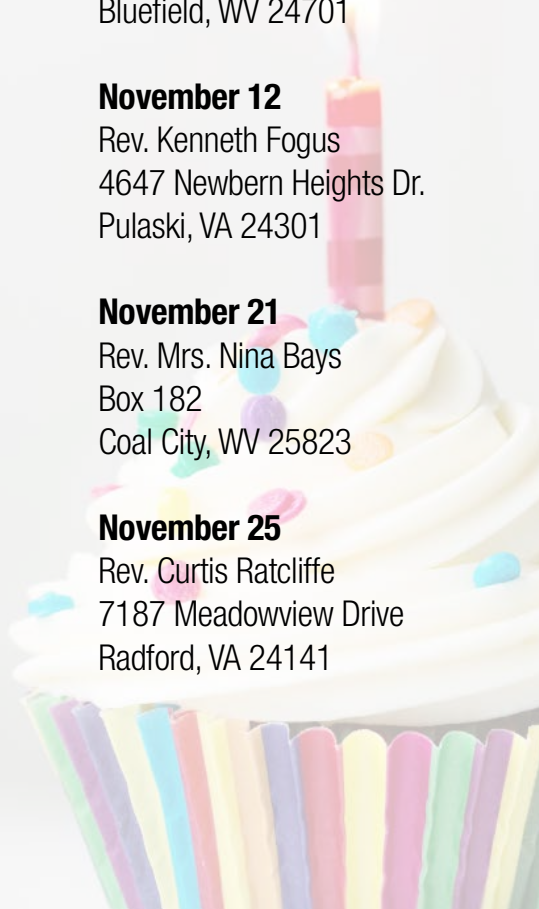 Bluefield, WV 24701
November 12
Rev. Kenneth Fogus
4647 Newbern Heights Dr.
Pulaski, VA 24301
November 21
Rev. Mrs. Nina Bays
Box 182
Coal City, WV 25823
November 25
Rev. Curtis Ratcliffe
7187 Meadowview Drive
Radford, VA 24141